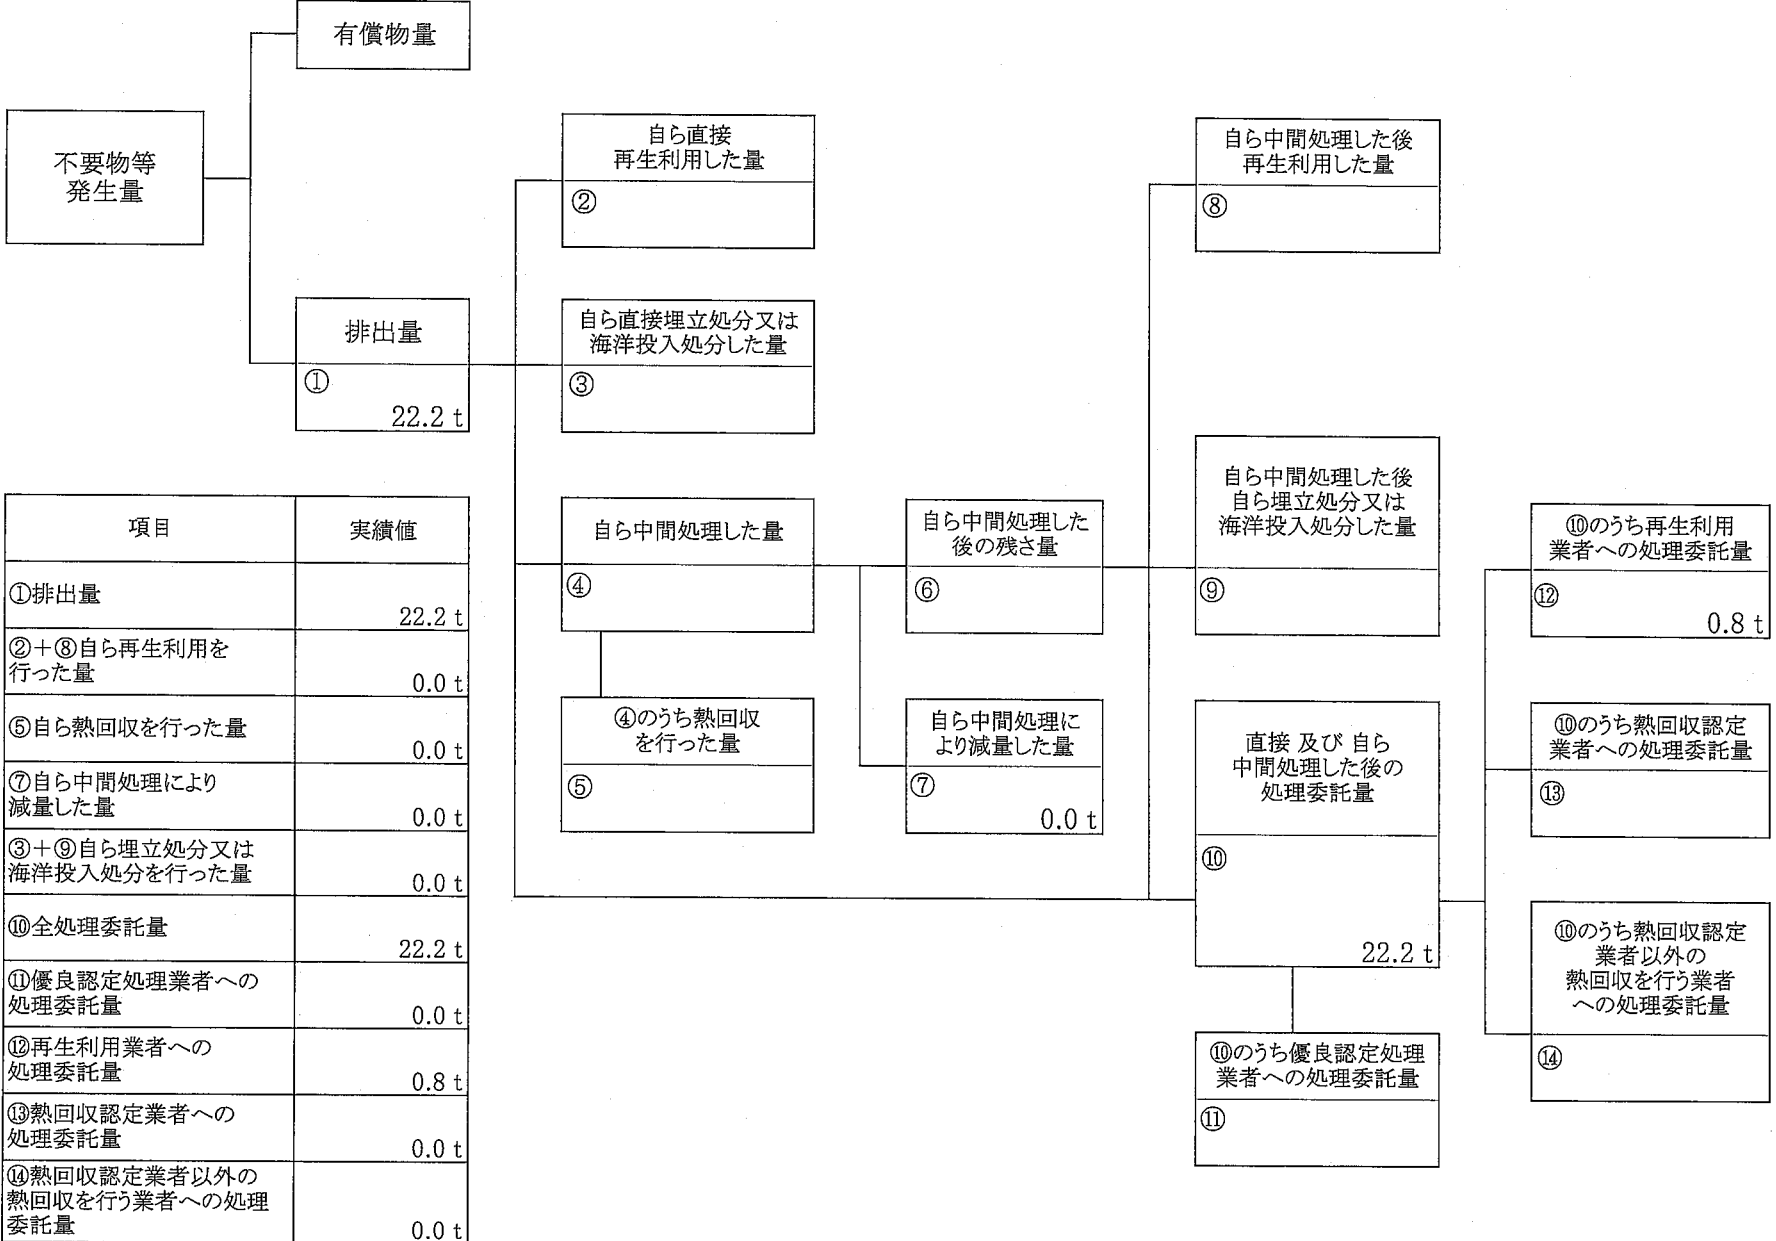 有償物量
不要物等
発生量
排出量
①
22.2 t
自ら直接
再生利用した量
②
自ら直接埋立処分又は
海洋投入処分した量
③
自ら中間処理した量
④
④のうち熱回収
を行った量
⑤
自ら中間処理した
後の残さ量
⑥
自ら中間処理に
より減量した量
⑦
0.0 t
自ら中間処理した後
再生利用した量
⑧
自ら中間処理した後
自ら埋立処分又は
海洋投入処分した量
⑨
直接 及び 自ら
中間処理した後の
処理委託量
⑩
22.2 t
⑩のうち優良認定処理
業者への処理委託量
⑪
⑩のうち再生利用
業者への処理委託量
⑫
0.8 t
⑩のうち熱回収認定
業者への処理委託量
⑬
⑩のうち熱回収認定
業者以外の
熱回収を行う業者
への処理委託量
⑭
項目 実績値
①排出量
22.2 t
②+⑧自ら再生利用を
行った量
0.0 t
⑤自ら熱回収を行った量
0.0 t
⑦自ら中間処理により
減量した量
0.0 t
③+⑨自ら埋立処分又は
海洋投入処分を行った量
0.0 t
⑩全処理委託量
22.2 t
⑪優良認定処理業者への
処理委託量
0.0 t
⑫再生利用業者への
処理委託量
0.8 t
⑬熱回収認定業者への
処理委託量
0.0 t
⑭熱回収認定業者以外の
熱回収を行う業者への処理
委託量
0.0 t